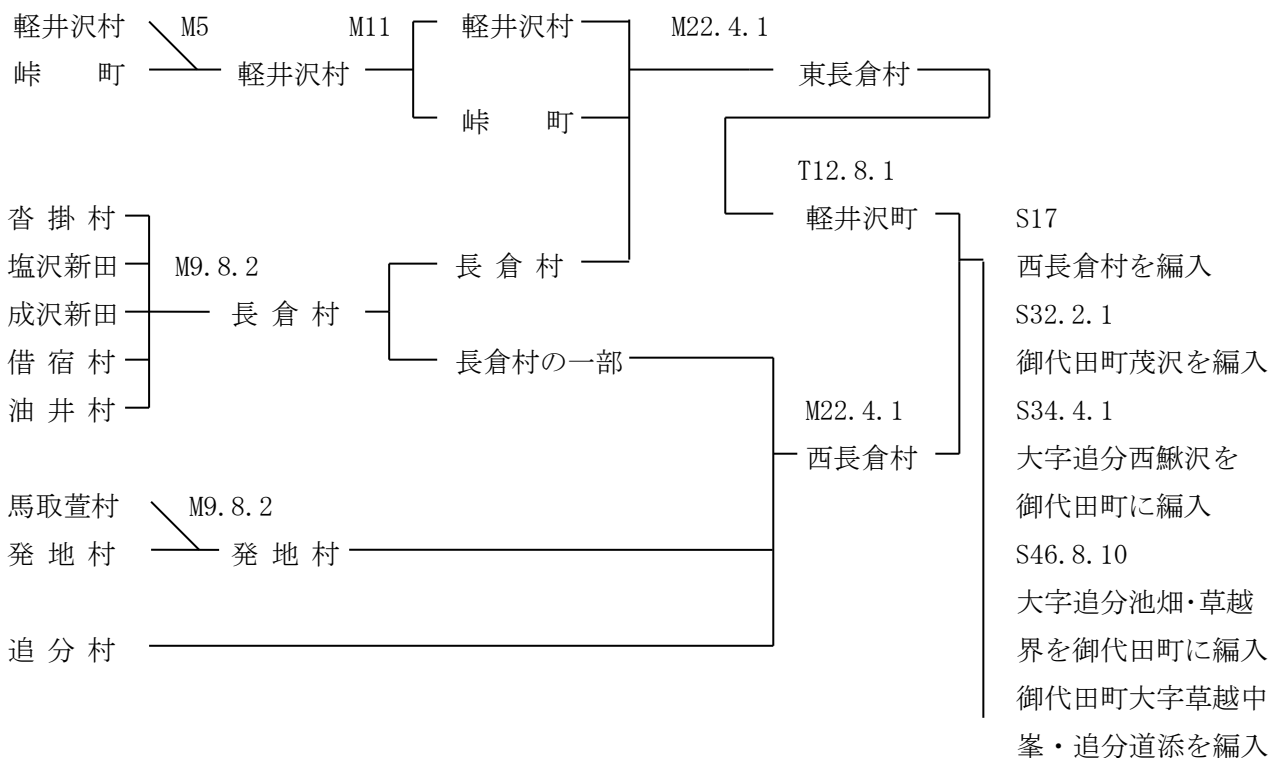 軽井沢村 M5 M11 軽井沢村 M22.4.1
峠 町 軽井沢村 東長倉村
峠 町
T12.8.1
沓掛村 軽井沢町 S17
塩沢新田 M9.8.2 長倉村 西長倉村を編入
成沢新田 長倉村 S32.2.1
借宿村 長倉村の一部 御代田町茂沢を編入
油井村 M22.4.1 S34.4.1
西長倉村 大字追分西鰍沢を
馬取萱村 M9.8.2 御代田町に編入
発地村 発地村 S46.8.10
大字追分池畑・草越
追分村 界を御代田町に編入
御代田町大字草越中
峯・追分道添を編入